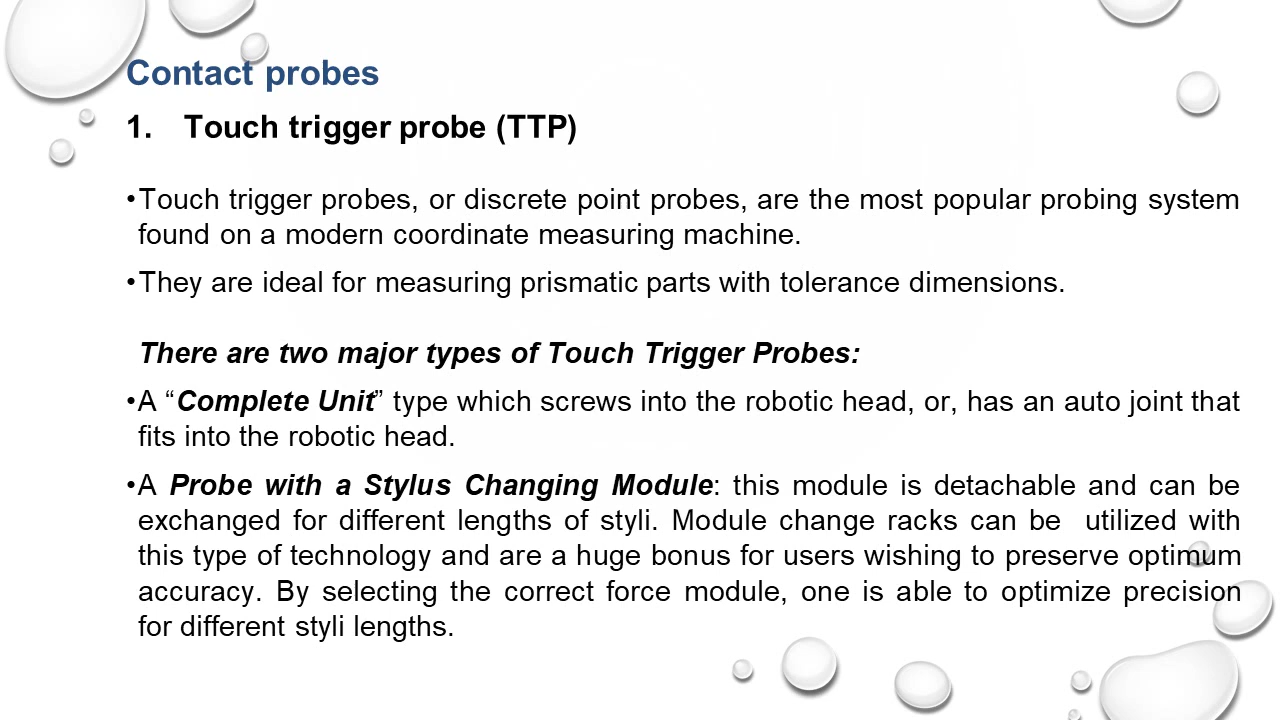 Contact probes
1. Touch trigger probe (TTP)
•Touch trigger probes, or discrete point probes, are the most popular probing system
found on a modern coordinate measuring machine.
•They are ideal for measuring prismatic parts with tolerance dimensions.
There are two major types of Touch Trigger Probes:
•A “Complete Unit” type which screws into the robotic head, or, has an auto joint that
fits into the robotic head.
•A Probe with a Stylus Changing Module: this module is detachable and can be
exchanged for different lengths of styli. Module change racks can be utilized with
this type of technology and are a huge bonus for users wishing to preserve optimum
accuracy. By selecting the correct force module, one is able to optimize precision
for different styli lengths.